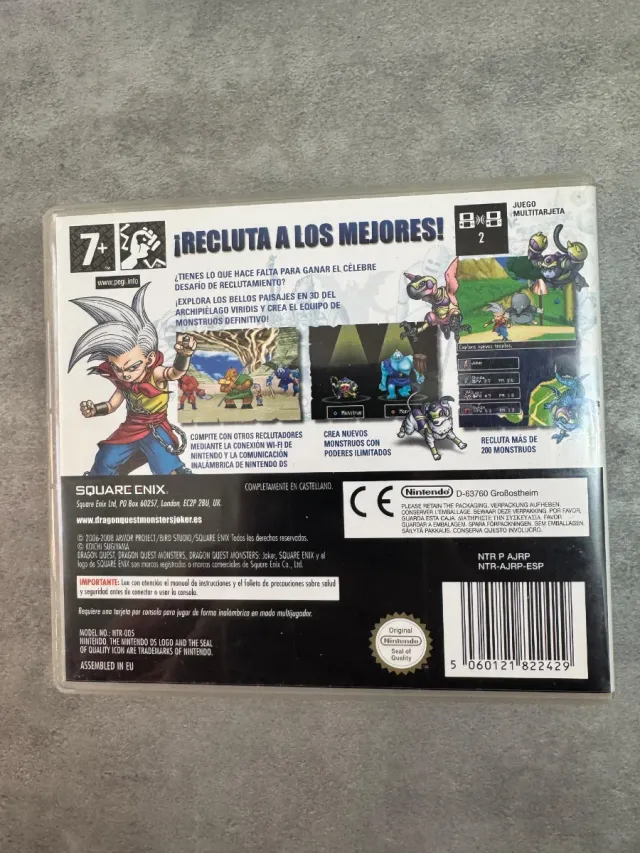 7+
www.pegi.info
¡RECLUTA A LOS MEJORES!
JUEGO
MULTITARJETA
2
¿TIENES LO QUE HACE FALTA PARA GANAR EL CÉLEBRE
DESAFÍO DE RECLUTAMIENTO?
¡EXPLORA LOS BELLOS PAISAJES EN 3D DEL
ARCHIPIÉLAGO VIRIDIS Y CREA EL EQUIPO DE
MONSTRUOS DEFINITIVO!
Explora nuevos templos.
COMPITE CON OTROS RECLUTADORES
MEDIANTE LA CONEXIÓN WI-FI DE
NINTENDO Y LA COMUNICACIÓN
INALÁMBRICA DE NINTENDO DS
CREA NUEVOS
MONSTRUOS CON
PODERES ILIMITADOS
RECLUTA MÁS DE
200 MONSTRUOS
SQUARE ENIX.
COMPLETAMENTE EN CASTELLANO.
Square Enix Ltd, PO Box 60257, London, EC2P 2BU, UK.
www.dragonquestmonstersjoker.es
© 2006-2008 ARMOR PROJECT/BIRD STUDIO/SQUARE ENIX Todos los derechos reservados.
© KOICHI SUGIYAMA
DRAGON QUEST, DRAGON QUEST MONSTERS, DRAGON QUEST MONSTERS: Joker, SQUARE ENIX y el
logo de SQUARE ENIX son marcas registradas o marcas comerciales de Square Enix Co., Ltd.
IMPORTANTE: Lee con atención el manual de instrucciones y el folleto de precauciones sobre salud
y seguridad antes de conectar o usar la consola.
Requiere una tarjeta por consola para jugar de forma inalámbrica en modo multijugador.
MODEL NO.: NTR-005
NINTENDO, THE NINTENDO DS LOGO AND THE SEAL
OF QUALITY ICON ARE TRADEMARKS OF NINTENDO.
ASSEMBLED IN EU
CE
Nintendo D-63760 Großostheim
PLEASE RETAIN THE PACKAGING. VERPACKUNG AUFHEBEN.
CONSERVER L'EMBALLAGE. DEZE VERPAKKING BEWAREN. PER FAVORE,
GUARDA ESTA CAJA. ΔΙΑΤΗΡΗΣΤΕ ΤΗΝ ΣΥΣΚΕΥΑΣΙΑ. FAVOR
GUARDAR A EMBALAGEM. SPARA FÖRPACKNINGEN. GEM EMBALLAGEN.
SÄILYTÄ PAKKAUS.
NTR P AJRP
NTR-AJRP-ESP
Original
Nintendo
Seal of
Quality
5 060121 822429